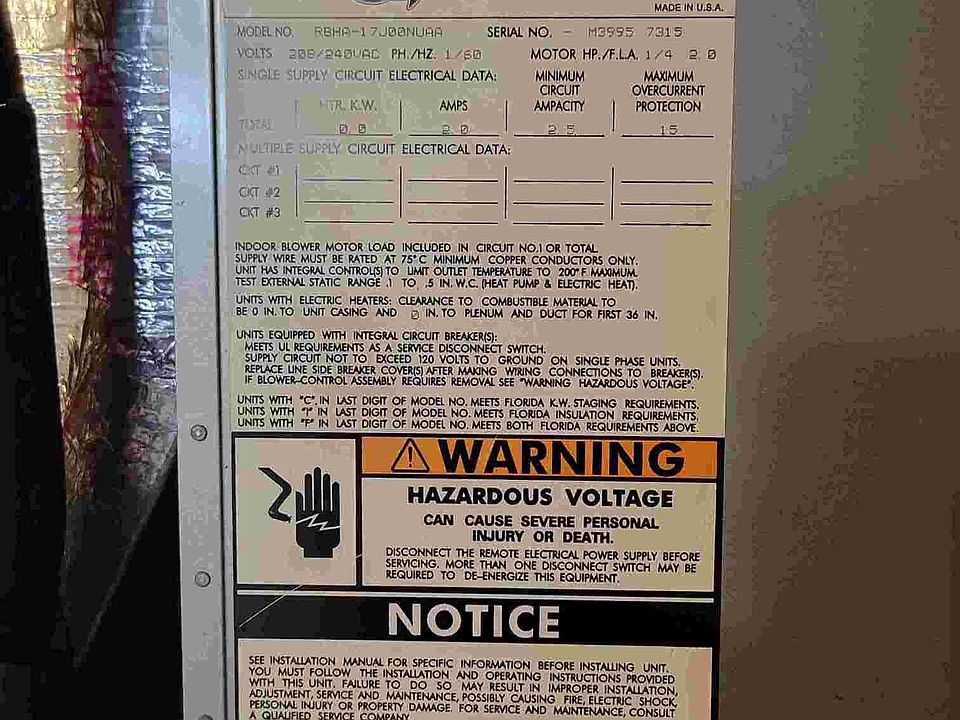 MADE IN U.S.A.
MODEL NO. RBHA-17J00NUAA SERIAL NO. - M3995 7315
VOLTS 208/240VAC PH./HZ. 1/60 MOTOR HP./F.L.A. 1/4 2.0
SINGLE SUPPLY CIRCUIT ELECTRICAL DATA: MINIMUM CIRCUIT AMPACITY MAXIMUM OVERCURRENT PROTECTION
HTR. K.W. AMPS
TOTAL 0.0 2.0 2.5 15
MULTIPLE SUPPLY CIRCUIT ELECTRICAL DATA:
CKT #1
CKT #2
CKT #3
INDOOR BLOWER MOTOR LOAD INCLUDED IN CIRCUIT NO.1 OR TOTAL
SUPPLY WIRE MUST BE RATED AT 75°C MINIMUM COPPER CONDUCTORS ONLY.
UNIT HAS INTEGRAL CONTROL(S) TO LIMIT OUTLET TEMPERATURE TO 200°F MAXIMUM.
TEST EXTERNAL STATIC RANGE .1 TO .5 IN. W.C. (HEAT PUMP & ELECTRIC HEAT).
UNITS WITH ELECTRIC HEATERS: CLEARANCE TO COMBUSTIBLE MATERIAL TO
BE 0 IN. TO UNIT CASING AND 0 IN. TO PLENUM AND DUCT FOR FIRST 36 IN.
UNITS EQUIPPED WITH INTEGRAL CIRCUIT BREAKER(S):
MEETS UL REQUIREMENTS AS A SERVICE DISCONNECT SWITCH.
SUPPLY CIRCUIT NOT TO EXCEED 120 VOLTS TO GROUND ON SINGLE PHASE UNITS.
REPLACE LINE SIDE BREAKER COVER(S) AFTER MAKING WIRING CONNECTIONS TO BREAKER(S).
IF BLOWER-CONTROL ASSEMBLY REQUIRES REMOVAL SEE "WARNING HAZARDOUS VOLTAGE".
UNITS WITH "C". IN LAST DIGIT OF MODEL NO. MEETS FLORIDA K.W. STAGING REQUIREMENTS.
UNITS WITH "I" IN LAST DIGIT OF MODEL NO. MEETS FLORIDA INSULATION REQUIREMENTS.
UNITS WITH "F" IN LAST DIGIT OF MODEL NO. MEETS BOTH FLORIDA REQUIREMENTS ABOVE.
WARNING
HAZARDOUS VOLTAGE
CAN CAUSE SEVERE PERSONAL
INJURY OR DEATH.
DISCONNECT THE REMOTE ELECTRICAL POWER SUPPLY BEFORE
SERVICING. MORE THAN ONE DISCONNECT SWITCH MAY BE
REQUIRED TO DE-ENERGIZE THIS EQUIPMENT.
NOTICE
SEE INSTALLATION MANUAL FOR SPECIFIC INFORMATION BEFORE INSTALLING UNIT.
YOU MUST FOLLOW THE INSTALLATION AND OPERATING INSTRUCTIONS PROVIDED
WITH THIS UNIT. FAILURE TO DO SO MAY RESULT IN IMPROPER INSTALLATION,
ADJUSTMENT, SERVICE AND MAINTENANCE, POSSIBLY CAUSING FIRE, ELECTRIC SHOCK,
PERSONAL INJURY OR PROPERTY DAMAGE. FOR SERVICE AND MAINTENANCE, CONSULT
A QUALIFIED SERVICE COMPANY.